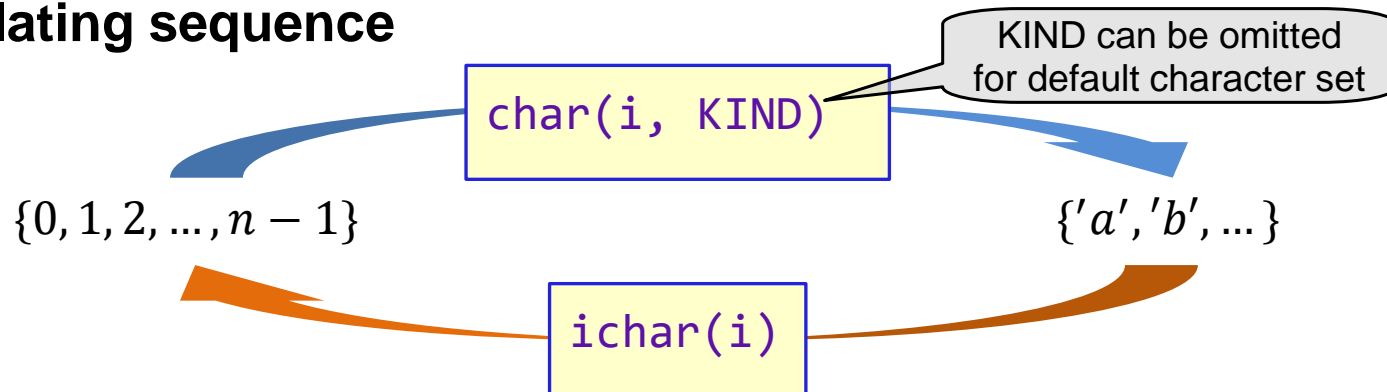 lating sequence
KIND can be omitted
for default character set
char(i, KIND)
{0, 1, 2, … , n − 1}
{′a′, ′b′, … }
ichar(i)